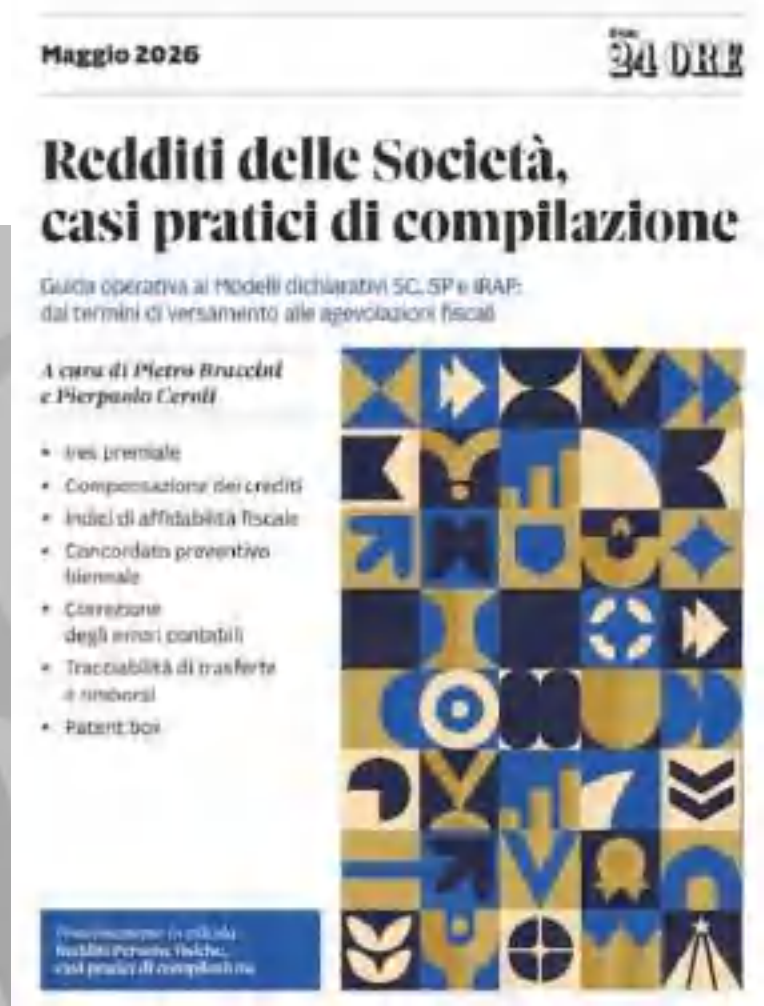 Maggio 2026
24 ORE
Redditi delle Società,
casi pratici di compilazione
Guida operativa ai Modelli dichiarativi SC, SP e IRAP:
dai termini di versamento alle agevolazioni fiscali
A cura di Pietro Braccini
e Pierpaolo Ceroli
• Ires premiale
• Compensazione dei crediti
• Indici di affidabilità fiscale
• Concordato preventivo
biennale
• Correzione
degli errori contabili
• Tracciabilità di trasferte
e rimborsi
• Patent box
Prossimamente in edicola
Redditi Persone Fisiche,
casi pratici di compilazione